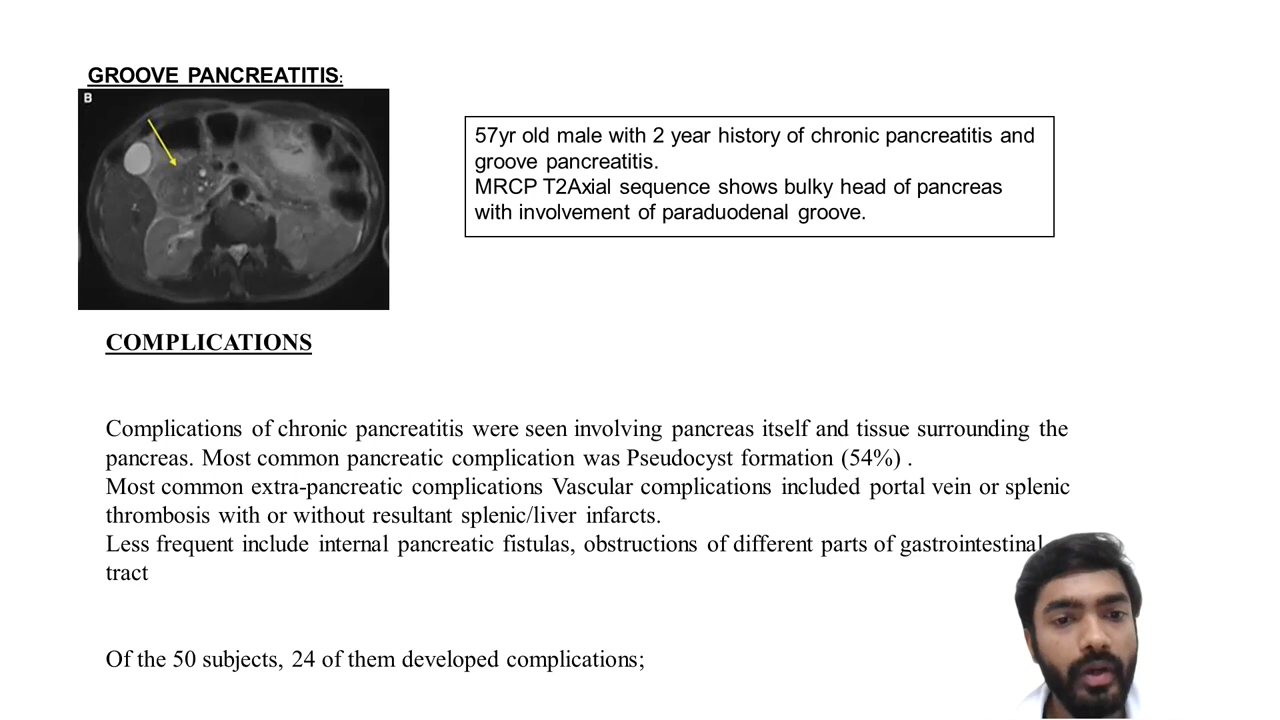 GROOVE PANCREATITIS:
B
57yr old male with 2 year history of chronic pancreatitis and
groove pancreatitis.
MRCP T2Axial sequence shows bulky head of pancreas
with involvement of paraduodenal groove.
COMPLICATIONS
Complications of chronic pancreatitis were seen involving pancreas itself and tissue surrounding the
pancreas. Most common pancreatic complication was Pseudocyst formation (54%) .
Most common extra-pancreatic complications Vascular complications included portal vein or splenic
thrombosis with or without resultant splenic/liver infarcts.
Less frequent include internal pancreatic fistulas, obstructions of different parts of gastrointestinal
tract
Of the 50 subjects, 24 of them developed complications;